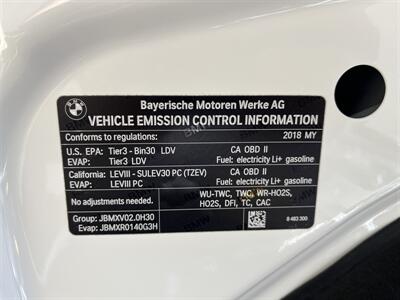 BMW
Bayerische Motoren Werke AG
VEHICLE EMISSION CONTROL INFORMATION
Conforms to regulations: 2018 MY
U.S. EPA: Tier3 - Bin30 LDV CA OBD II
EVAP: Tier3 LDV Fuel: electricity Li+ gasoline
California: LEVIII - SULEV30 PC (TZEV) CA OBD II
EVAP: LEVIII PC Fuel: electricity Li+ gasoline
No adjustments needed. WU-TWC, TWC, WR-HO2S,
HO2S, DFI, TC, CAC
Group: JBMXV02.0H30 8 483 300
Evap: JBMXR0140G3H